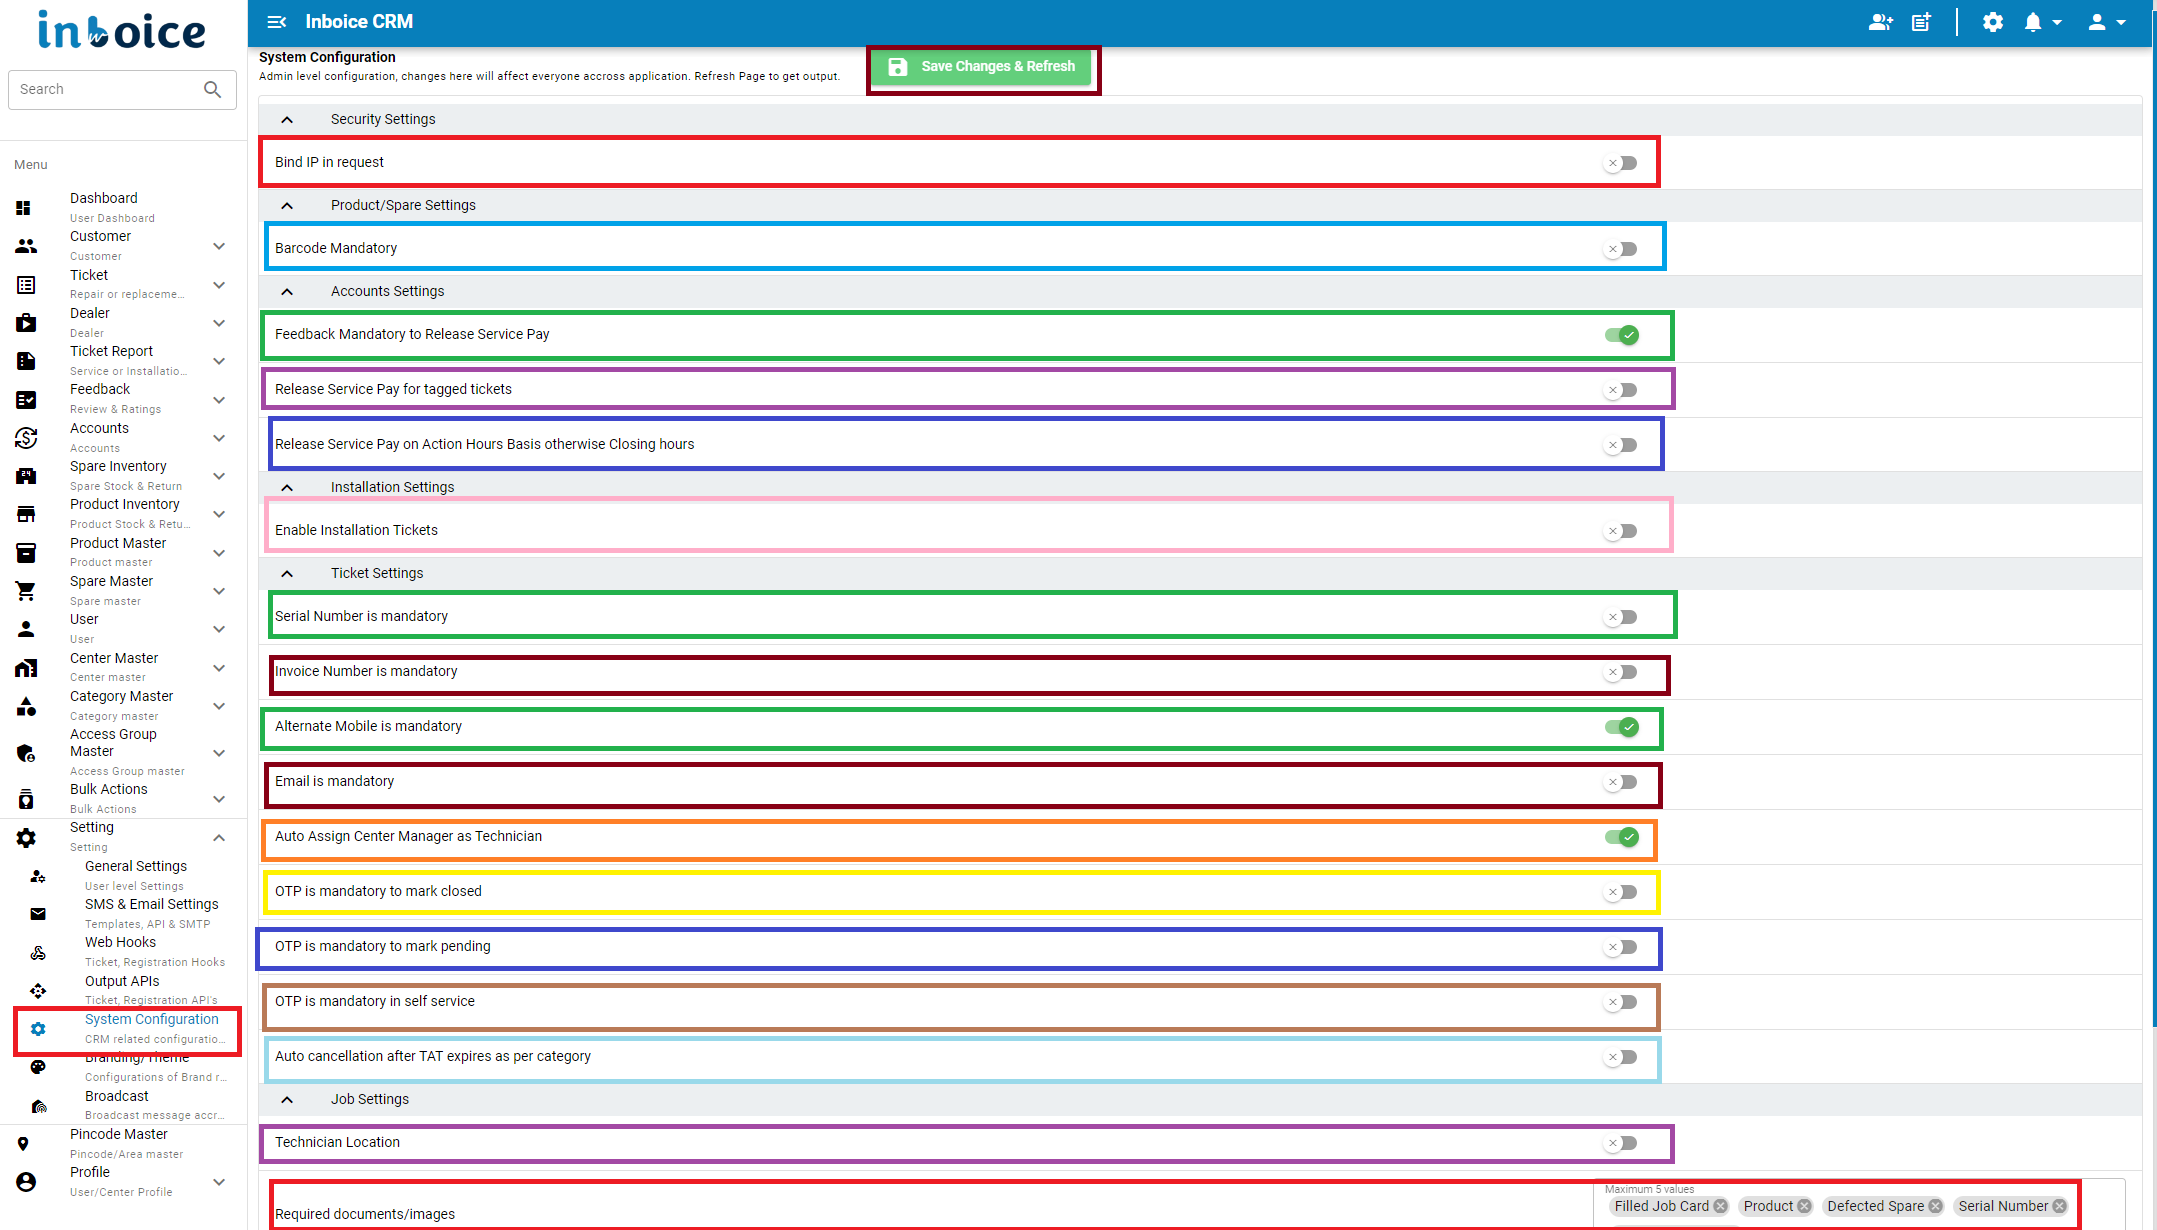 inboice
Search
Menu
Dashboard
User Dashboard
Customer
Customer
Ticket
Repair or replaceme...
Dealer
Dealer
Ticket Report
Service or Installatio...
Feedback
Review & Ratings
Accounts
Accounts
Spare Inventory
Spare Stock & Return
Product Inventory
Product Stock & Retu...
Product Master
Product master
Spare Master
Spare master
User
User
Center Master
Center master
Category Master
Category master
Access Group
Master
Access Group master
Bulk Actions
Bulk Actions
Setting
Setting
General Settings
User level Settings
SMS & Email Settings
Templates, API & SMTP
Web Hooks
Ticket, Registration Hooks
Output APIs
Ticket, Registration API's
System Configuration
CRM related configuratio...
Branding/Theme
Configurations of Brand r...
Broadcast
Broadcast message accr...
Pincode Master
Pincode/Area master
Profile
User/Center Profile
Inboice CRM
System Configuration
Admin level configuration, changes here will affect everyone accross application. Refresh Page to get output.
Save Changes & Refresh
Security Settings
Bind IP in request
Product/Spare Settings
Barcode Mandatory
Accounts Settings
Feedback Mandatory to Release Service Pay
Release Service Pay for tagged tickets
Release Service Pay on Action Hours Basis otherwise Closing hours
Installation Settings
Enable Installation Tickets
Ticket Settings
Serial Number is mandatory
Invoice Number is mandatory
Alternate Mobile is mandatory
Email is mandatory
Auto Assign Center Manager as Technician
OTP is mandatory to mark closed
OTP is mandatory to mark pending
OTP is mandatory in self service
Auto cancellation after TAT expires as per category
Job Settings
Technician Location
Required documents/images
Maximum 5 values
Filled Job Card Product Defected Spare Serial Number